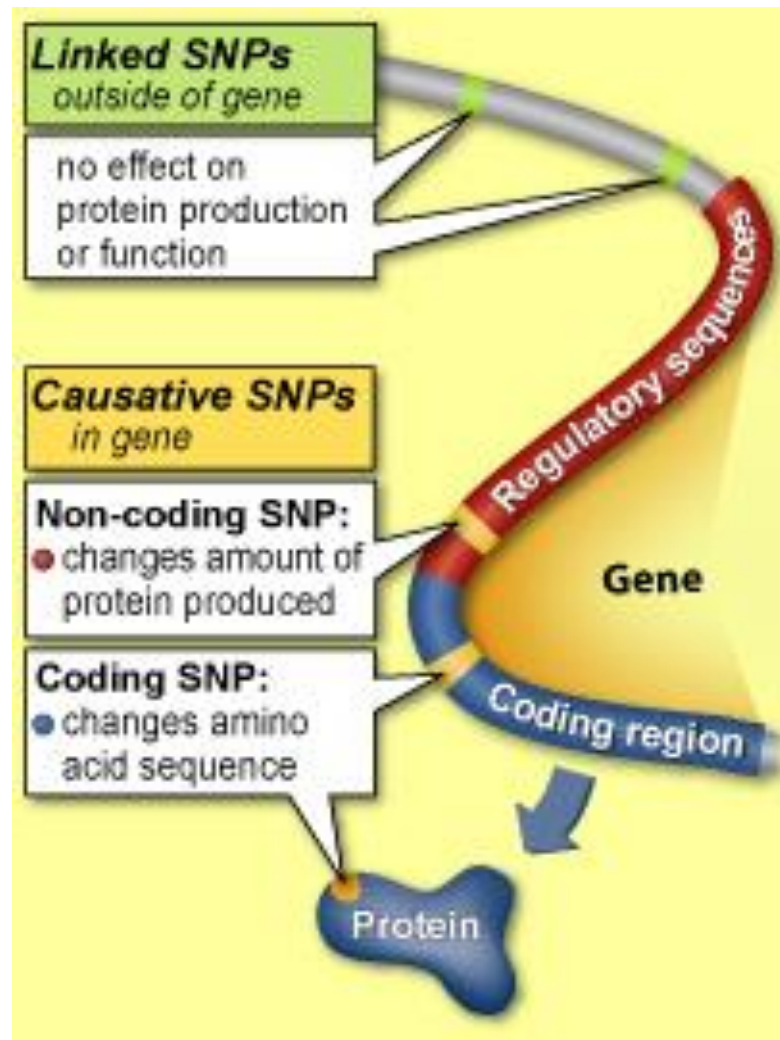 Linked SNPs
outside of gene
no effect on
protein production
or function
Regulatory sequences
Causative SNPs
in gene
Non-coding SNP:
changes amount of
protein produced
Gene
Coding SNP:
changes amino
acid sequence
Coding region
Protein